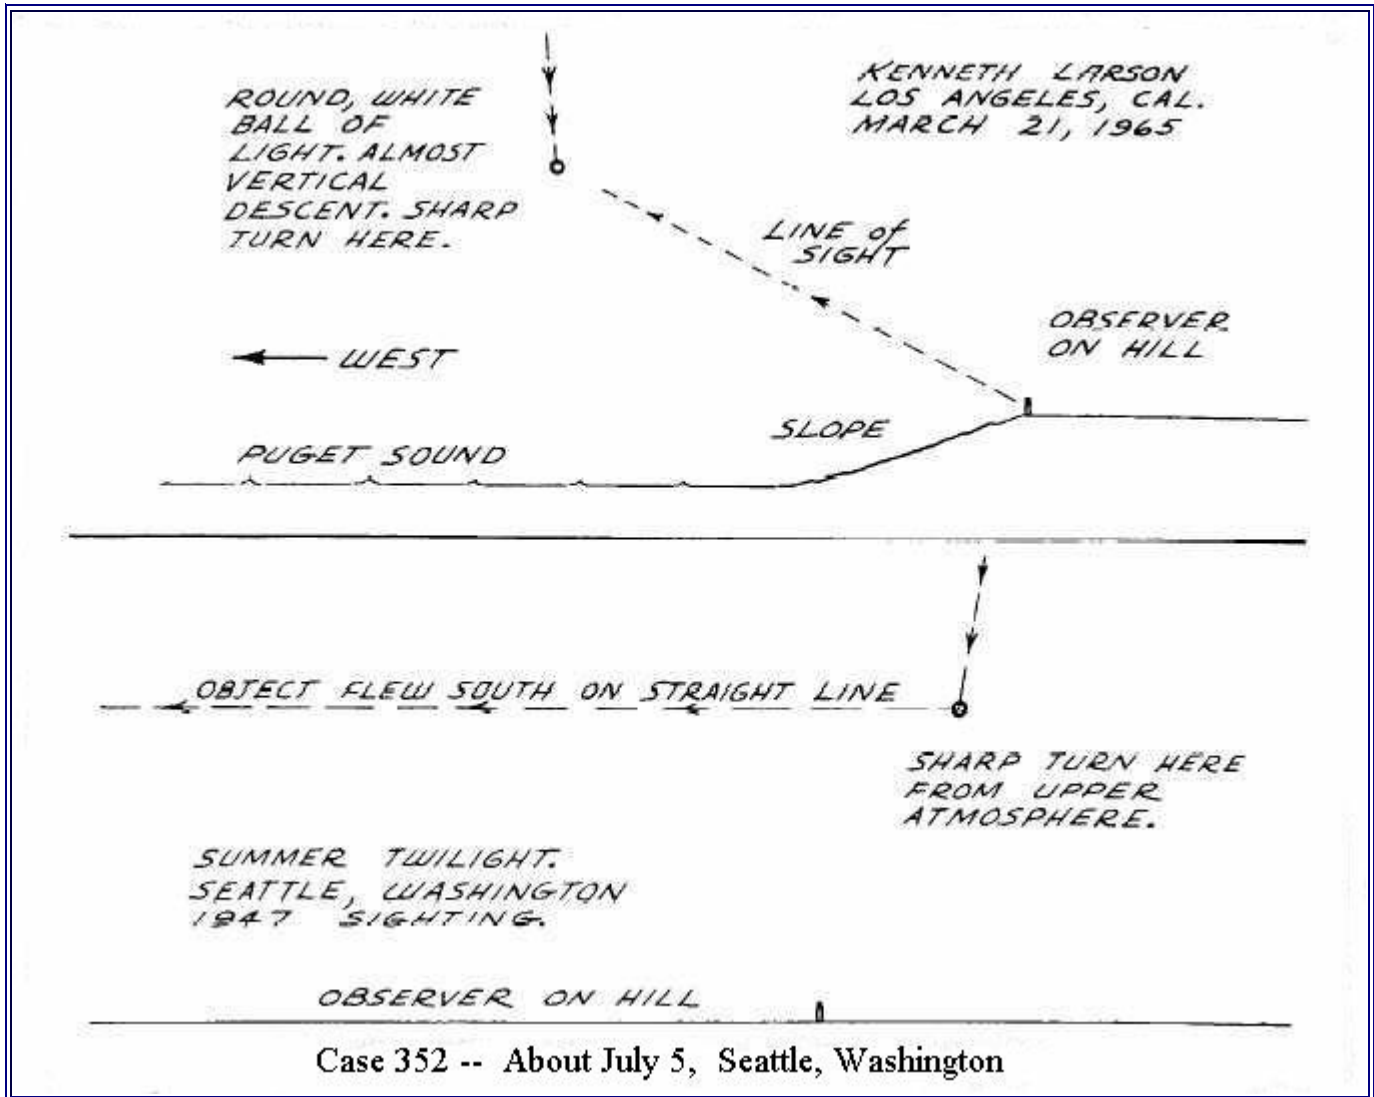 ROUND, WHITE
BALL OF
LIGHT. ALMOST
VERTICAL
DESCENT. SHARP
TURN HERE.
KENNETH LARSON
LOS ANGELES, CAL.
MARCH 21, 1965
LINE of
SIGHT
OBSERVER
ON HILL
WEST
SLOPE
PUGET SOUND
OBJECT FLEW SOUTH ON STRAIGHT LINE
SHARP TURN HERE
FROM UPPER
ATMOSPHERE.
SUMMER TWILIGHT.
SEATTLE, WASHINGTON
1947 SIGHTING.
OBSERVER ON HILL
Case 352 -- About July 5, Seattle, Washington